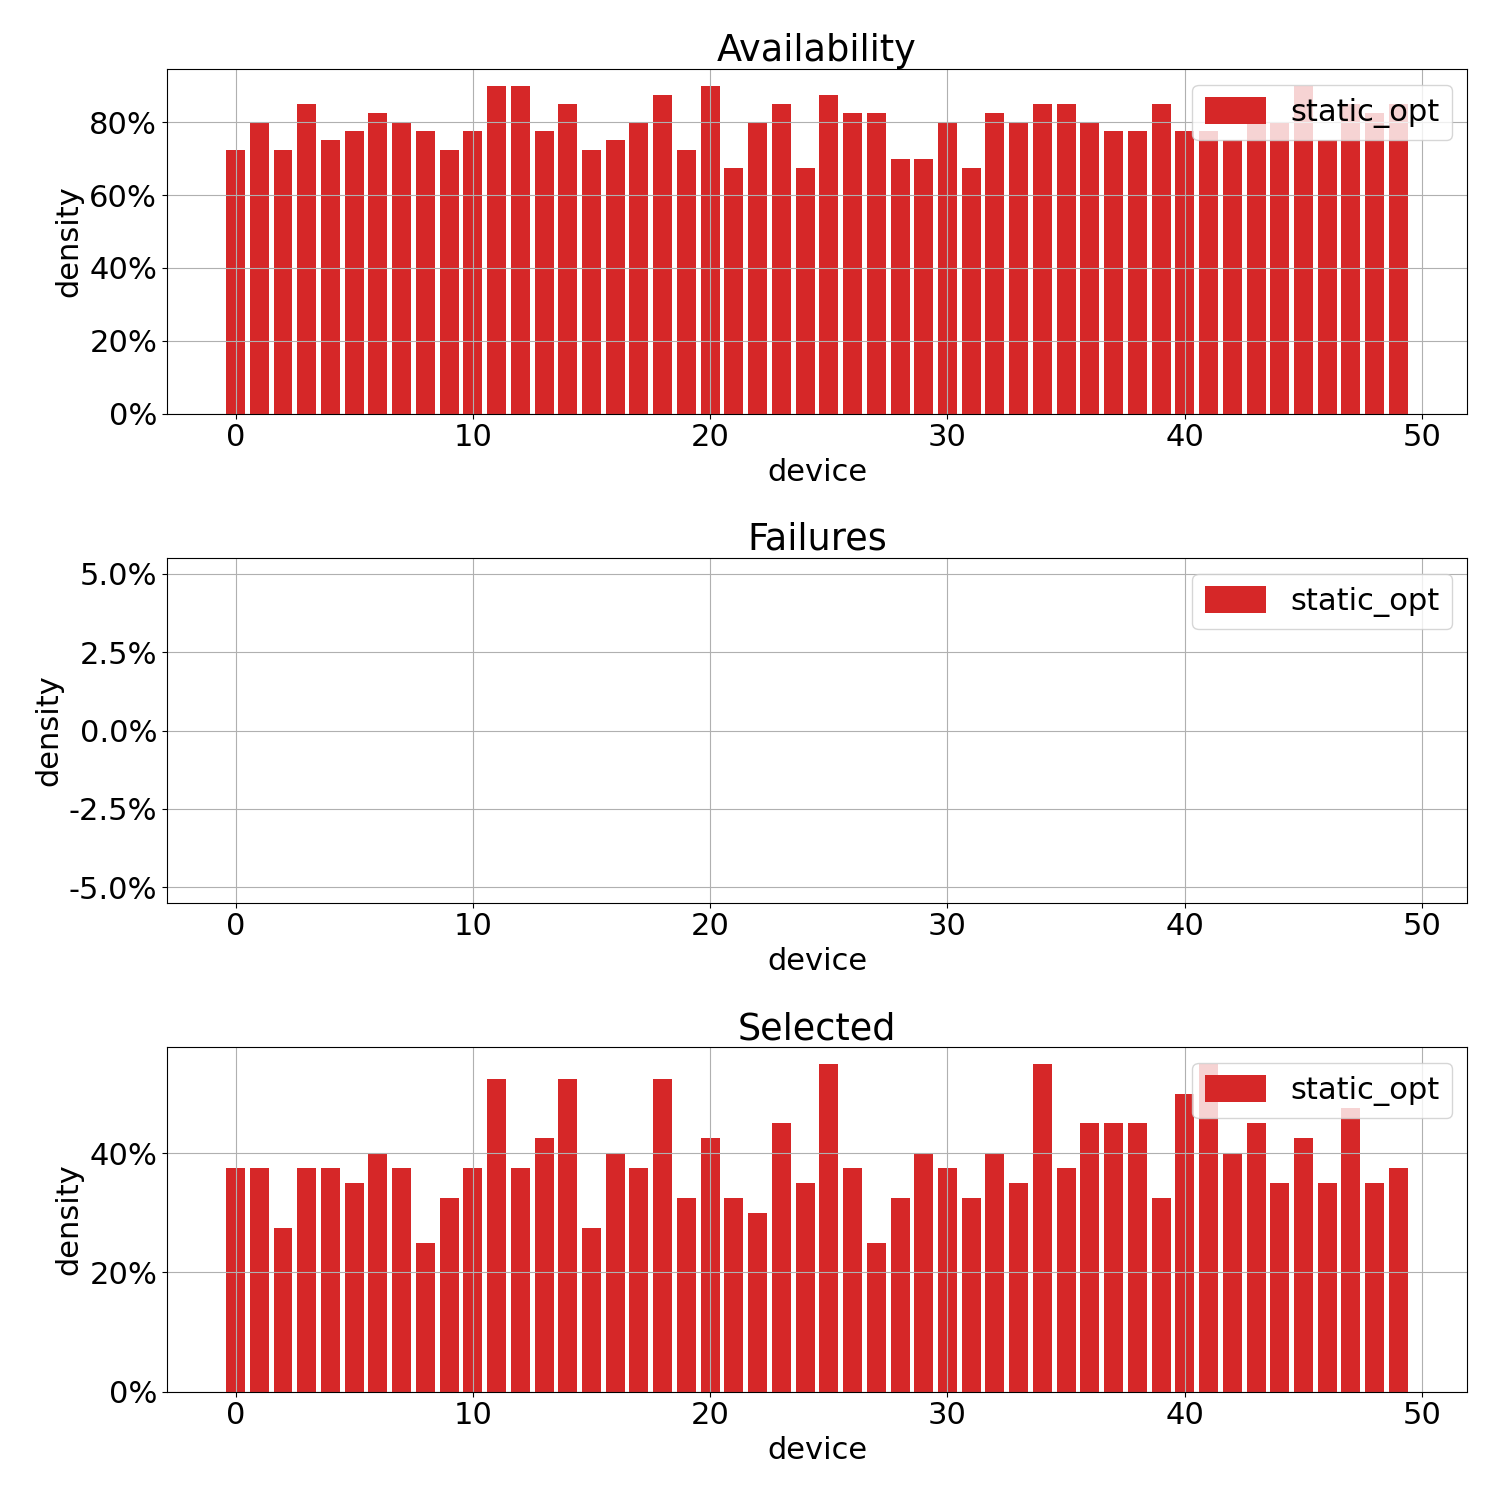 Availability
static_opt
80%
60%
40%
20%
0%
density
0 10 20 30 40 50
device
Failures
static_opt
5.0%
2.5%
0.0%
-2.5%
-5.0%
density
0 10 20 30 40 50
device
Selected
static_opt
40%
20%
0%
density
0 10 20 30 40 50
device